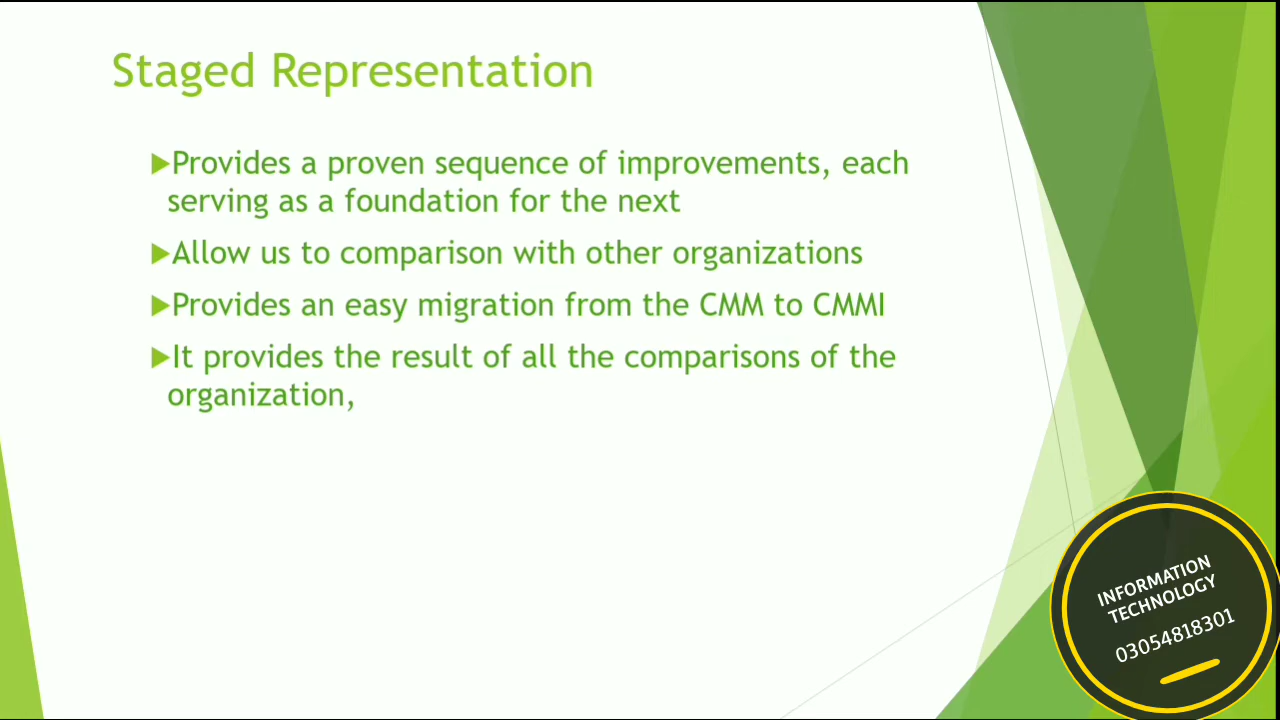 Staged Representation
Provides a proven sequence of improvements, each
serving as a foundation for the next
Allow us to comparison with other organizations
Provides an easy migration from the CMM to CMMI
It provides the result of all the comparisons of the
organization,
INFORMATION
TECHNOLOGY
03054818301